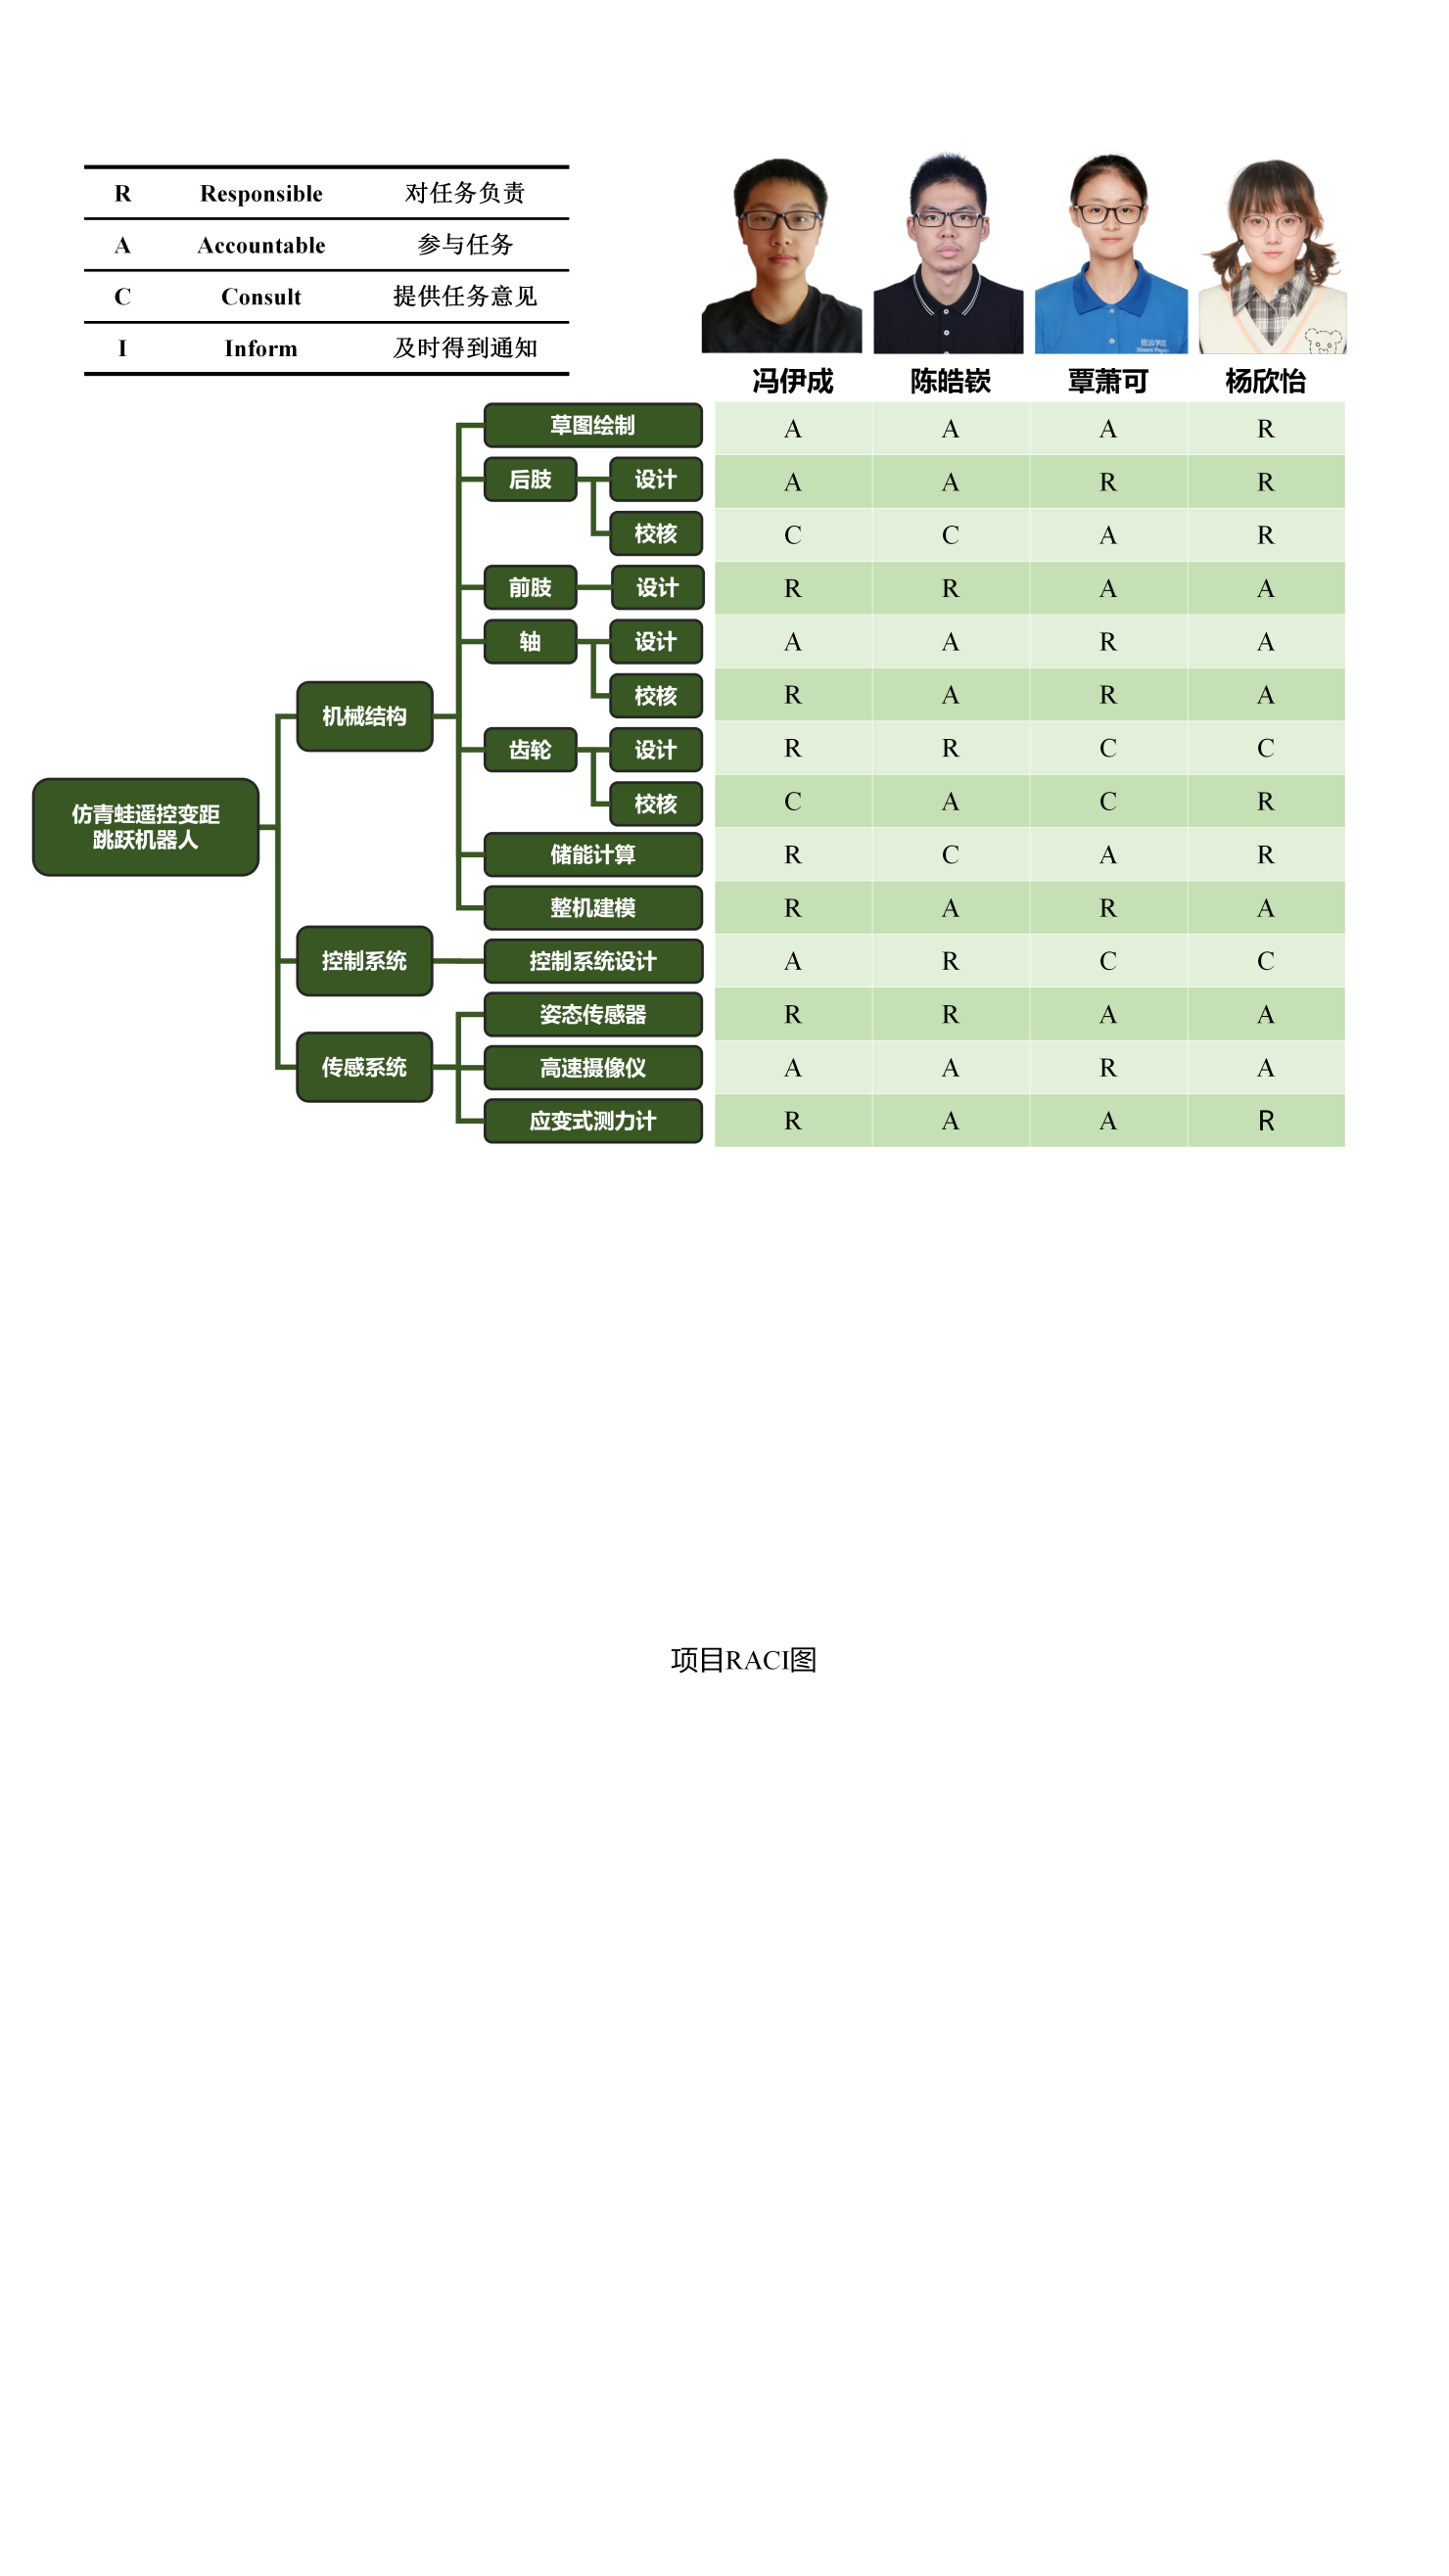 R Responsible 对任务负责
A Accountable 参与任务
C Consult 提供任务意见
I Inform 及时得到通知
致远学院
冯伊成 陈皓嵚 覃萧可 杨欣怡
草图绘制 A A A R
后肢 设计 A A R R
校核 C C A R
前肢 设计 R R A A
轴 设计 A A R A
校核 R A R A
机械结构
齿轮 设计 R R C C
校核 C A C R
仿青蛙遥控变距
跳跃机器人
储能计算 R C A R
整机建模 R A R A
控制系统 控制系统设计 A R C C
姿态传感器 R R A A
传感系统 高速摄像仪 A A R A
应变式测力计 R A A R
项目RACI图